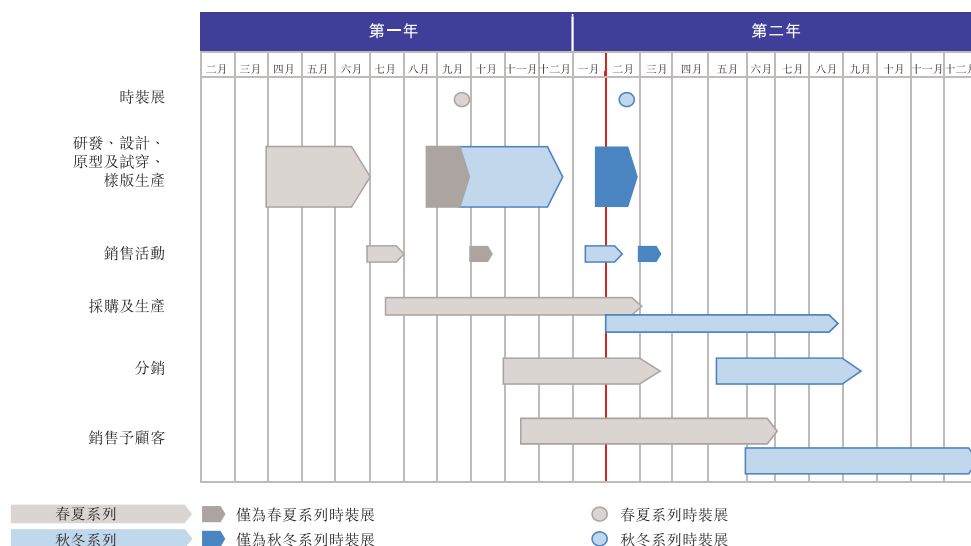 第一年 第二年
二月 三月 四月 五月 六月 七月 八月 九月 十月 十一月 十二月 一月 二月 三月 四月 五月 六月 七月 八月 九月 十月 十一月 十二月
時裝展
研發、設計、
原型及試穿、
樣版生產
銷售活動
採購及生產
分銷
銷售予顧客
春夏系列 僅為春夏系列時裝展 春夏系列時裝展
秋冬系列 僅為秋冬系列時裝展 秋冬系列時裝展